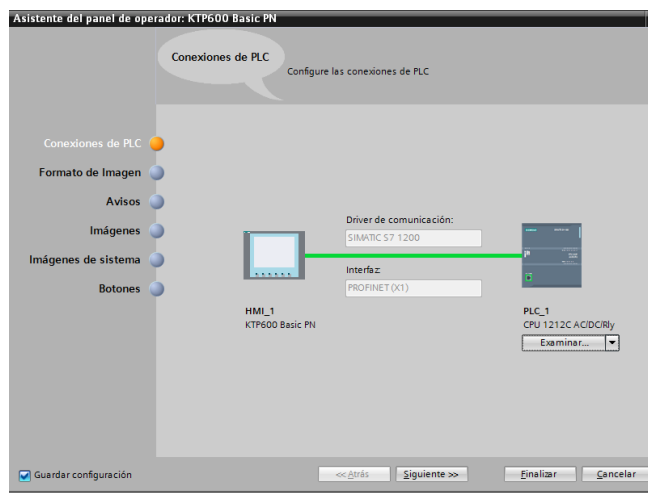 Asistente del panel de operador: KTP600 Basic PN
Conexiones de PLC
Configure las conexiones de PLC
Conexiones de PLC
Formato de Imagen
Avisos
Imágenes
Imágenes de sistema
Botones
Driver de comunicación:
SIMATIC S7 1200
Interfaz:
PROFINET (X1)
HMI_1
KTP600 Basic PN
PLC_1
CPU 1212C AC/DC/Rly
Examinar...
Guardar configuración
<< Atrás
Siguiente >>
Finalizar
Cancelar